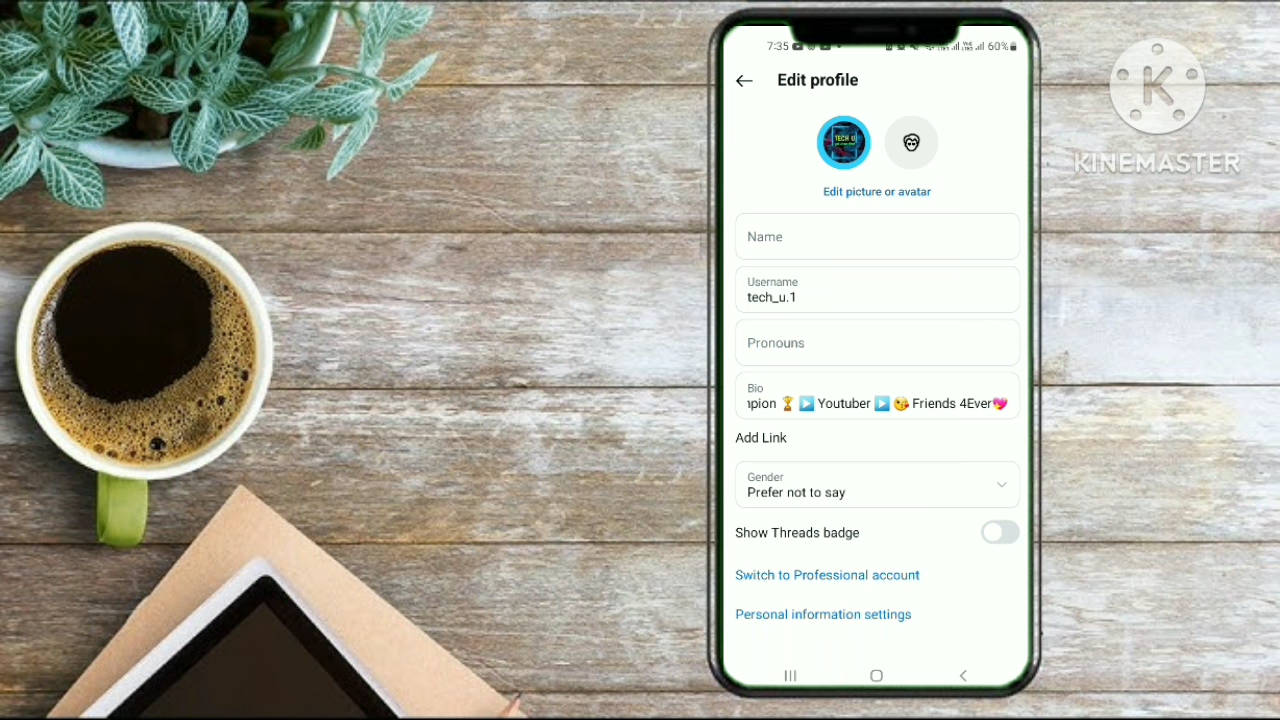 7:35 60%
Edit profile
TECH U
Edit picture or avatar
Name
Username
tech_u.1
Pronouns
Bio
ıpion 🏆 ▶️ Youtuber ▶️ 😘 Friends 4Ever💖
Add Link
Gender
Prefer not to say
Show Threads badge
Switch to Professional account
Personal information settings
K
KINEMASTER